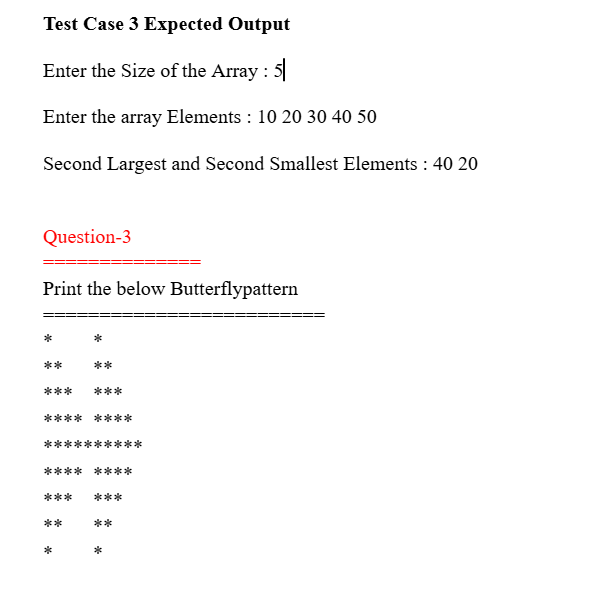 Test Case 3 Expected Output
Enter the Size of the Array : 5
Enter the array Elements : 10 20 30 40 50
Second Largest and Second Smallest Elements : 40 20
Question-3
==============
Print the below Butterflypattern
=========================
*        *
**      **
***    ***
****  ****
**********
****  ****
***    ***
**      **
*        *